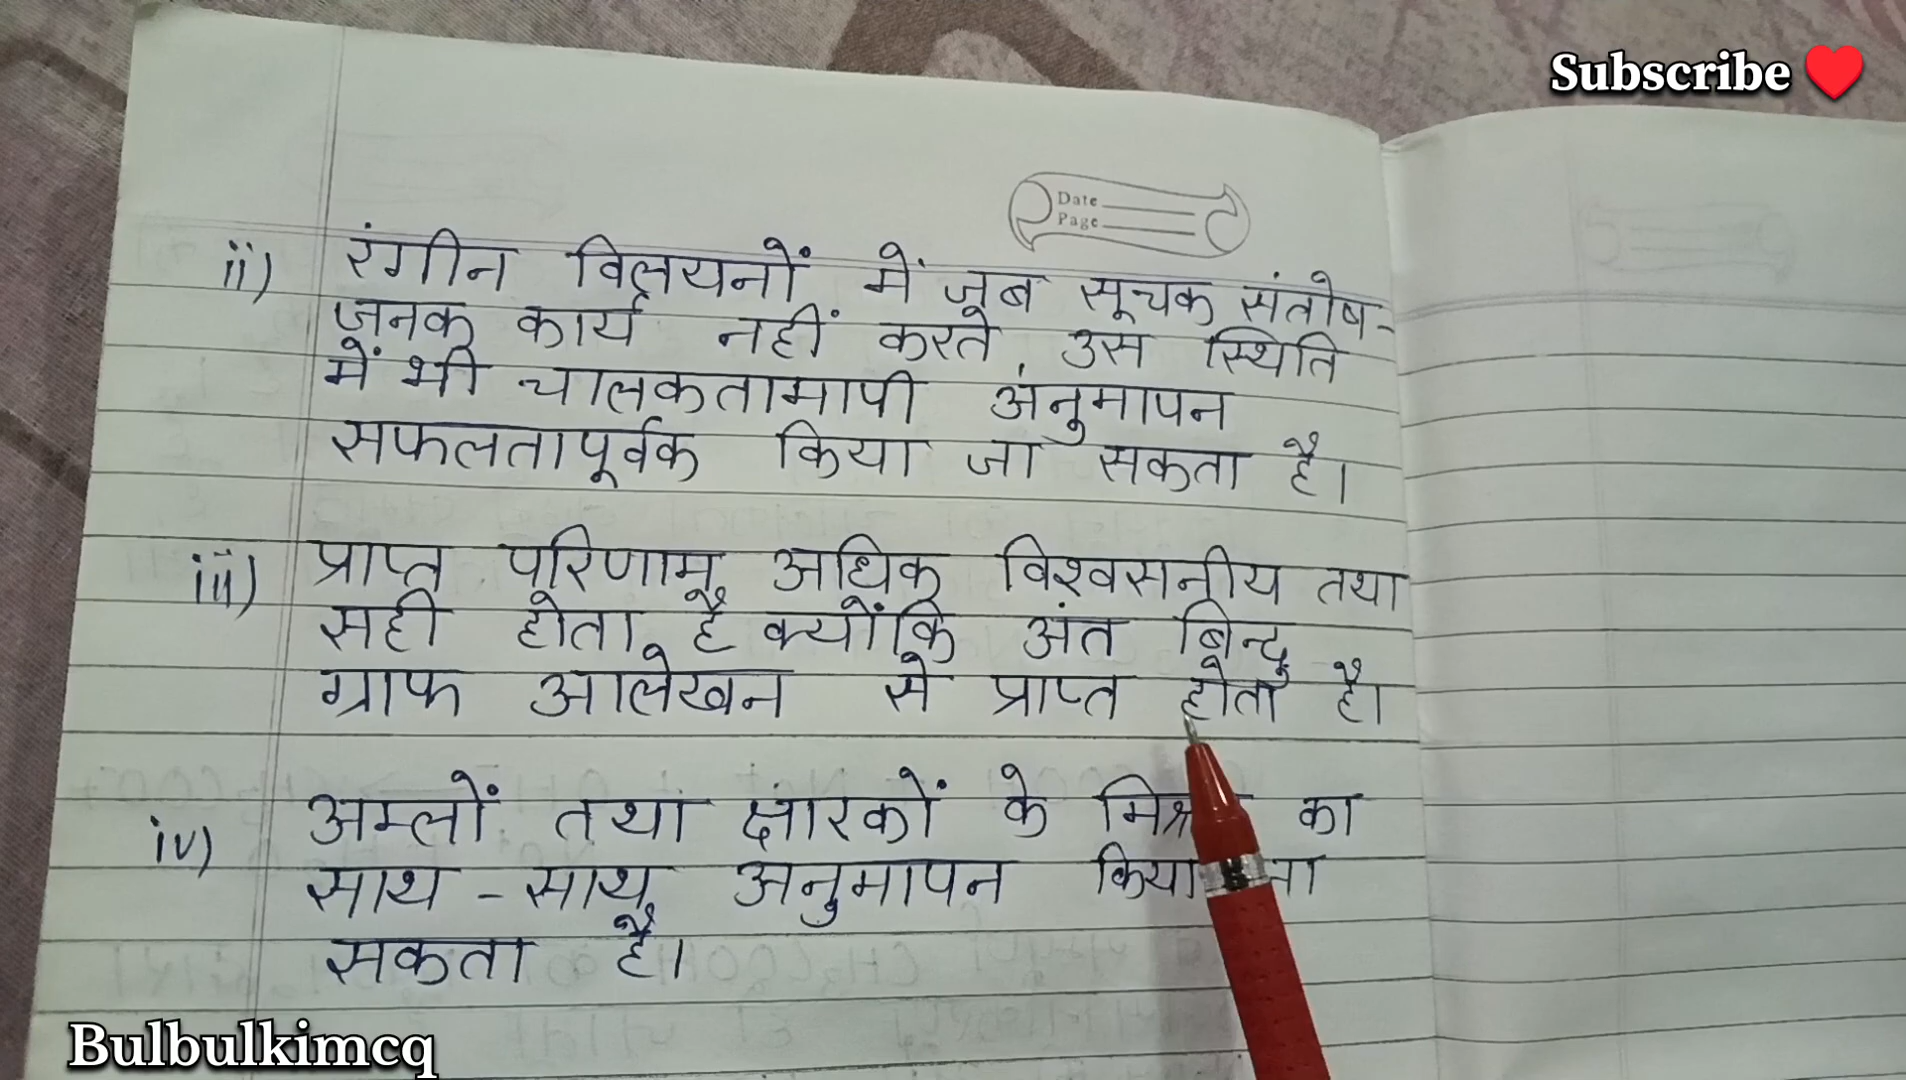 Subscribe ❤️
Date
Page
ii) रंगीन विलयनों में जब सूचक संतोष-
जनक कार्य नहीं करते, उस स्थिति
में भी चालकतामापी अंनुमापन
सफलतापूर्वक किया जा सकता है।
iii) प्राप्त परिणाम अधिक विश्वसनीय तथा
सही होता है क्योंकि अंत बिन्दु
ग्राफ आलेखन से प्राप्त होता है।
iv) अम्लों तथा क्षारकों के का
साथ - साथ अनुमापन किया
सकता है।
Bulbulkimcq